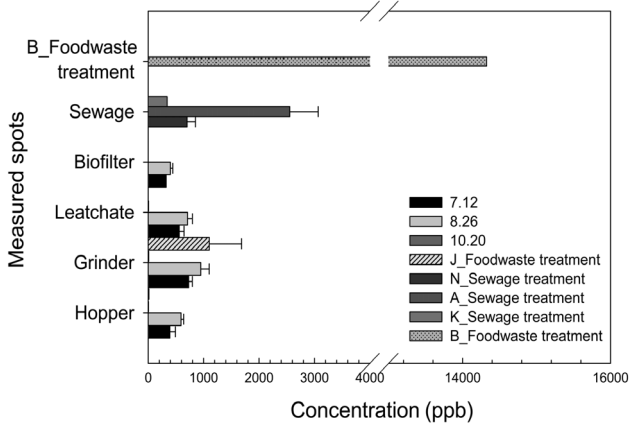 B_Foodwaste
treatment
Sewage
Biofilter
Leatchate
Grinder
Hopper
Measured spots
7.12
8.26
10.20
J_Foodwaste treatment
N_Sewage treatment
A_Sewage treatment
K_Sewage treatment
B_Foodwaste treatment
0 1000 2000 3000 4000 14000 16000
Concentration (ppb)